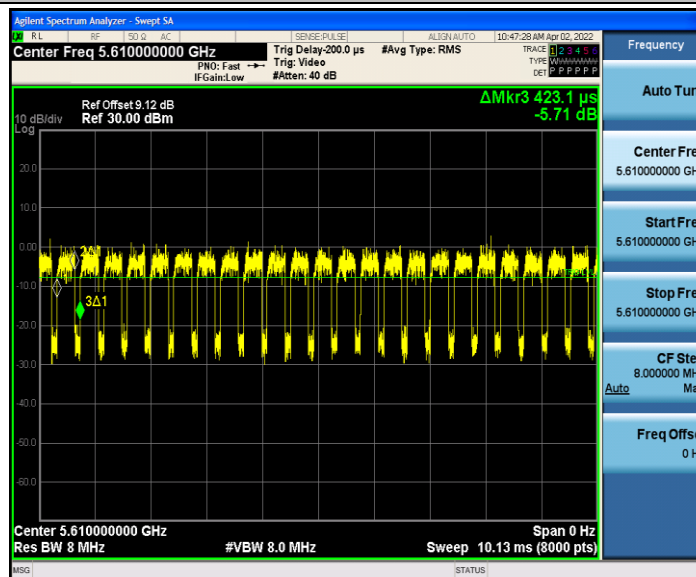 Agilent Spectrum Analyzer - Swept SA
RL RF 50 Ω AC SENSE:PULSE ALIGN AUTO 10:47:28 AM Apr 02, 2022
Center Freq 5.610000000 GHz
PNO: Fast
IFGain:Low
Trig Delay-200.0 µs
Trig: Video
#Atten: 40 dB
#Avg Type: RMS
TRACE 1 2 3 4 5 6
TYPE W
DET P P P P P P
Frequency
ΔMkr3 423.1 µs
-5.71 dB
Ref Offset 9.12 dB
10 dB/div Ref 30.00 dBm
Log
20.0
10.0
0.00
-10.0
-20.0
-30.0
-40.0
-50.0
-60.0
3Δ1
Center 5.610000000 GHz Span 0 Hz
Res BW 8 MHz #VBW 8.0 MHz Sweep 10.13 ms (8000 pts)
MSG STATUS
Auto Tun
Center Fre
5.610000000 GH
Start Fre
5.610000000 GH
Stop Fre
5.610000000 GH
CF Ste
8.000000 MH
Auto Ma
Freq Offs
0 H